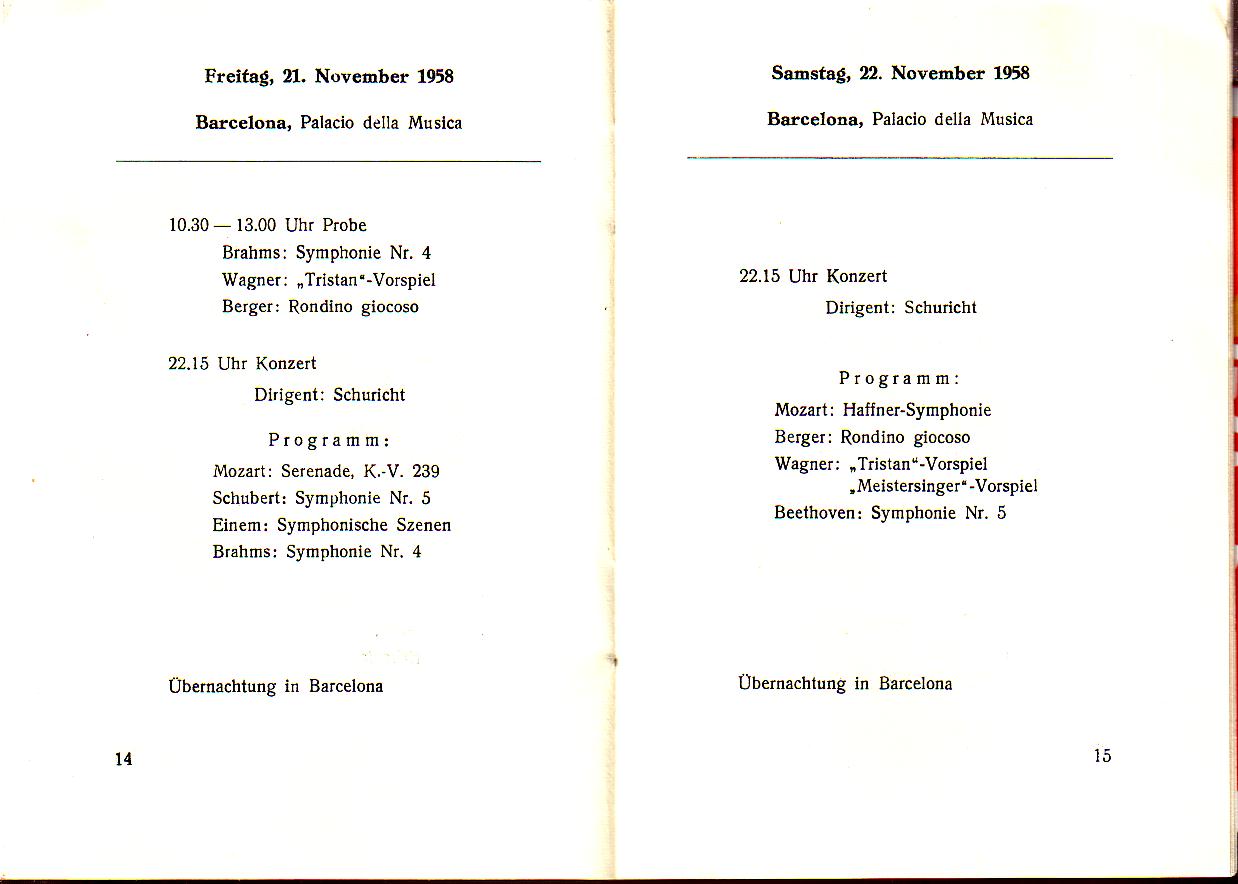 Freitag, 21. November 1958
Barcelona, Palacio della Musica
10.30 — 13.00 Uhr Probe
Brahms: Symphonie Nr. 4
Wagner: „Tristan“-Vorspiel
Berger: Rondino giocoso
22.15 Uhr Konzert
Dirigent: Schuricht
Programm:
Mozart: Serenade, K.-V. 239
Schubert: Symphonie Nr. 5
Einem: Symphonische Szenen
Brahms: Symphonie Nr. 4
Übernachtung in Barcelona
14
Samstag, 22. November 1958
Barcelona, Palacio della Musica
22.15 Uhr Konzert
Dirigent: Schuricht
Programm:
Mozart: Haffner-Symphonie
Berger: Rondino giocoso
Wagner: „Tristan“-Vorspiel
„Meistersinger“-Vorspiel
Beethoven: Symphonie Nr. 5
Übernachtung in Barcelona
15